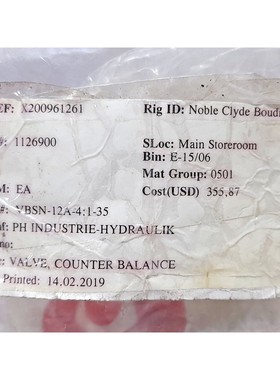 EF: X200961261 Rig ID: Noble Clyde Boudr
#: 1126900 SLoc: Main Storeroom
Bin: E-15/06
Mat Group: 0501
M: EA Cost(USD) 355.87
#: VBSN-12A-4:1-35
PH INDUSTRIE-HYDRAULIK
no:
VALVE, COUNTER BALANCE
Printed: 14.02.2019